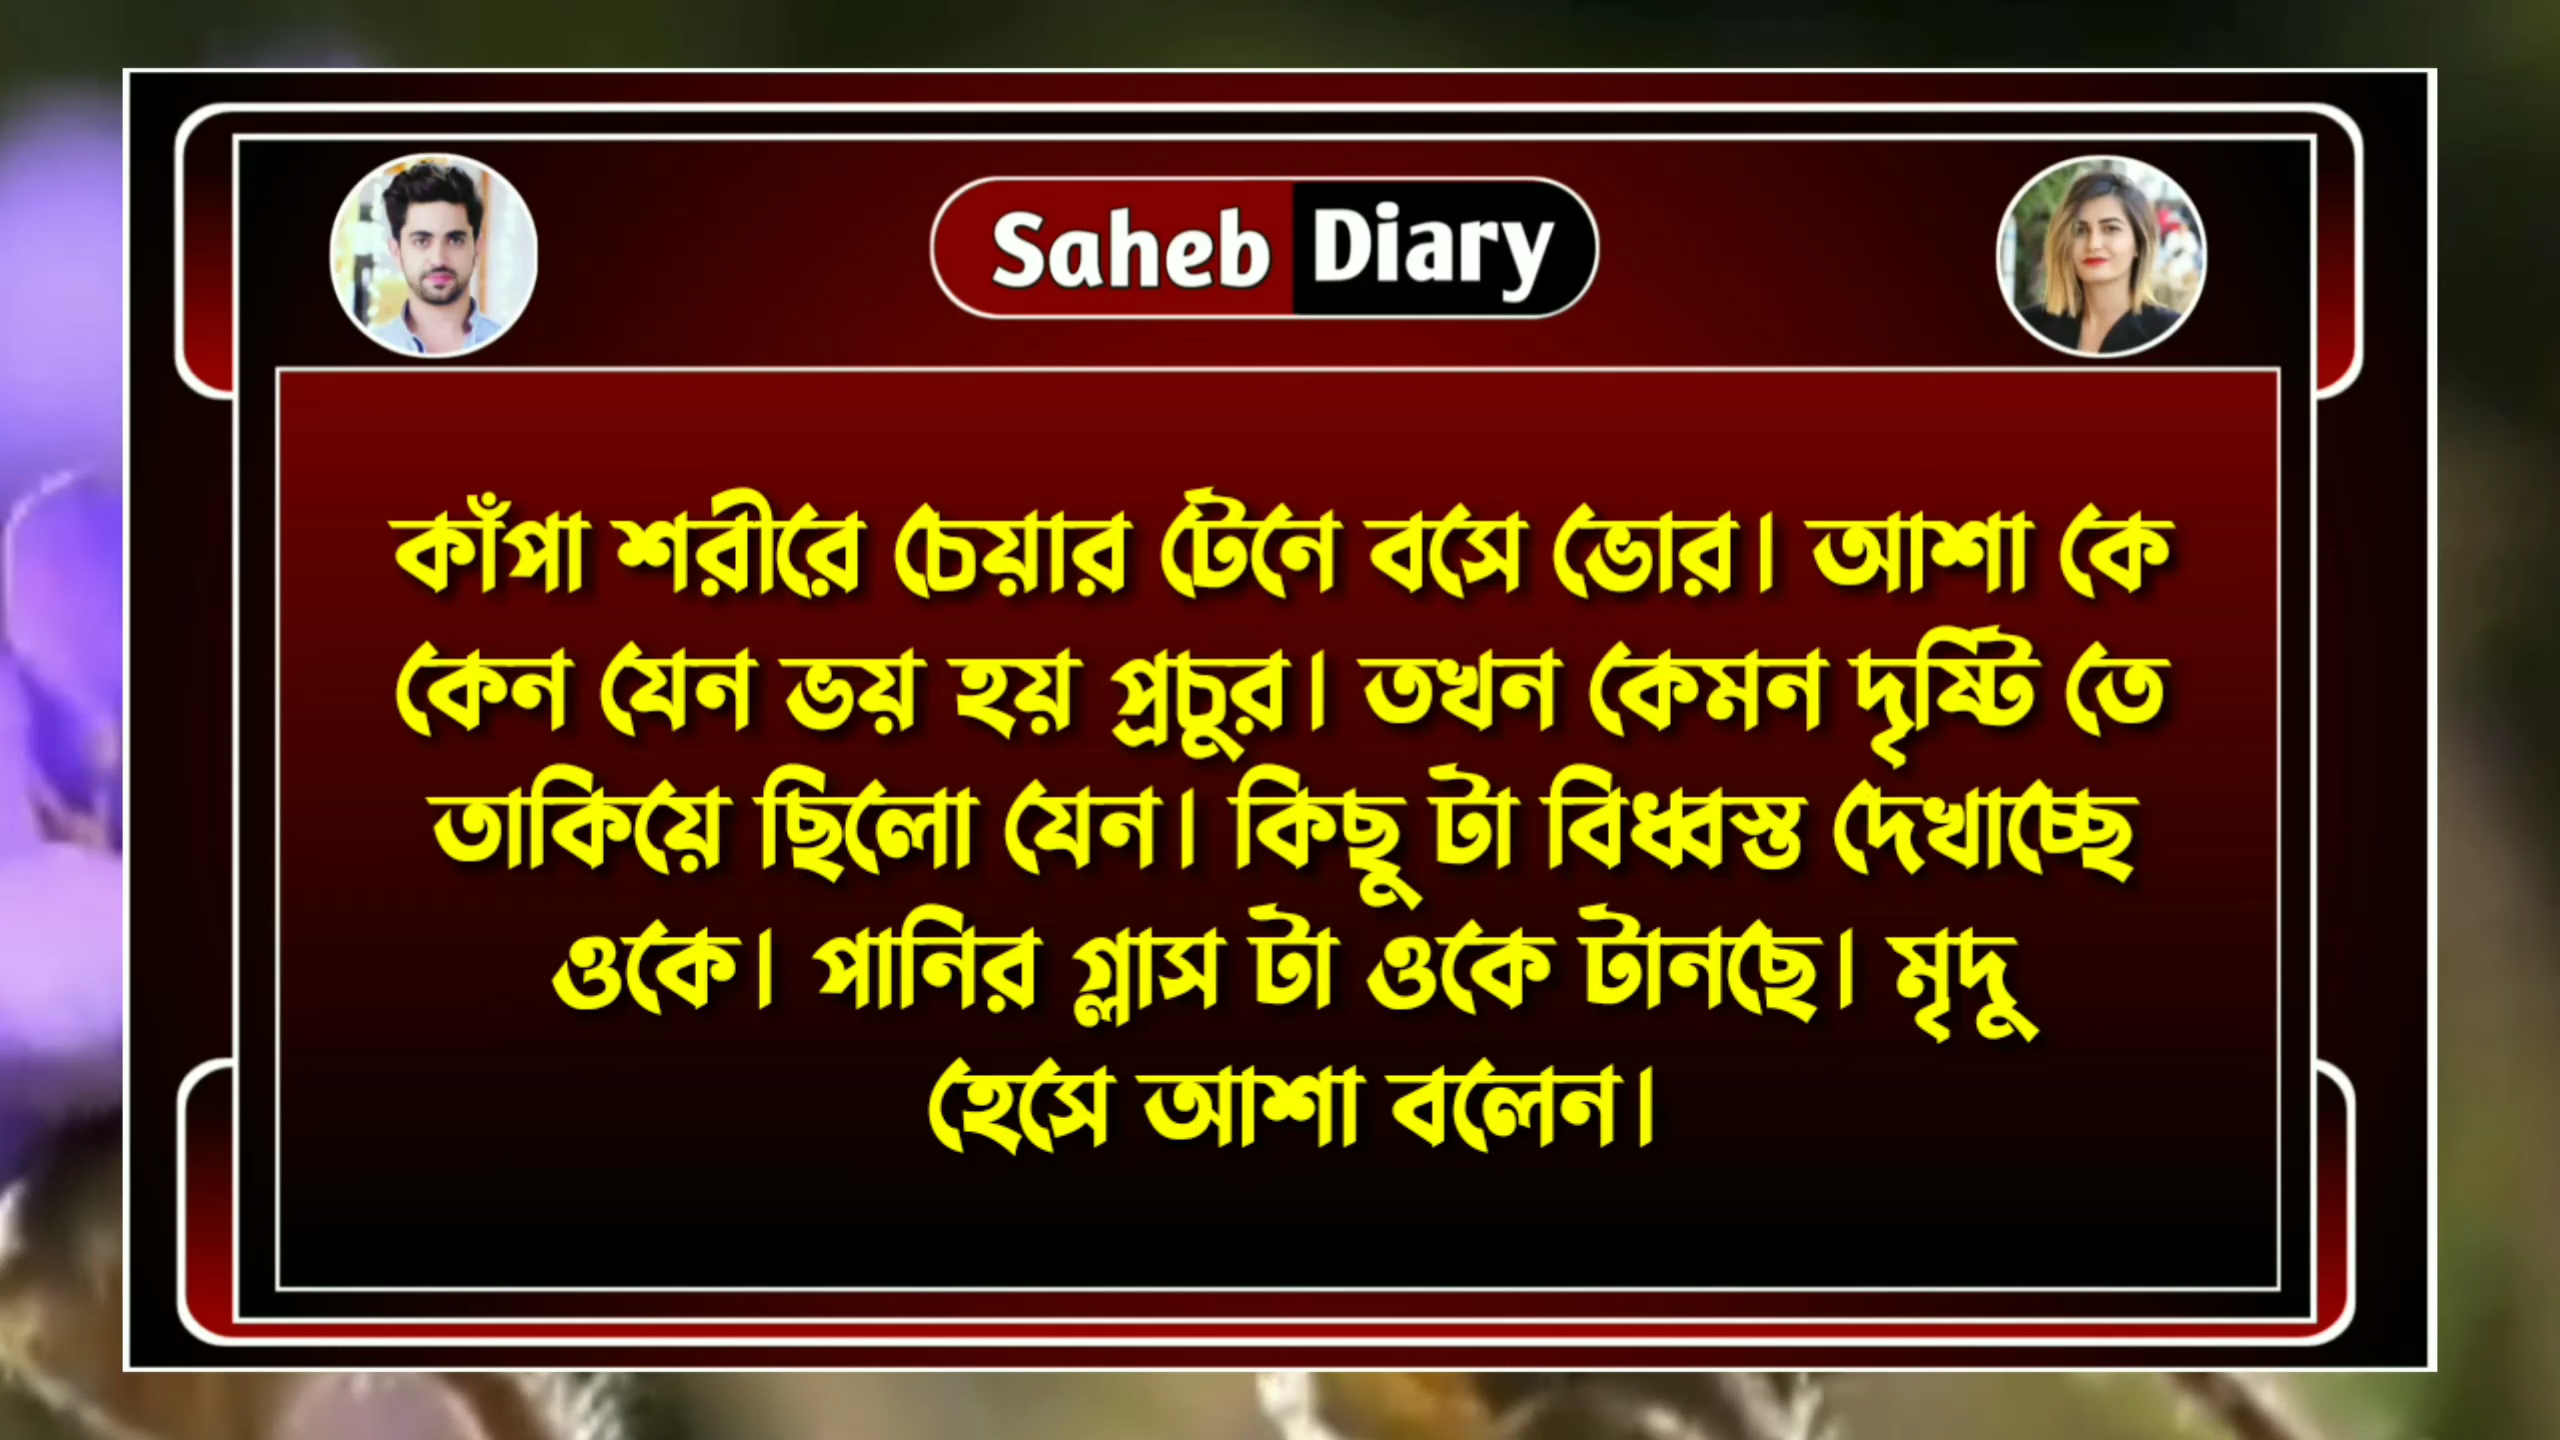 Saheb Diary
কাঁপা শরীরে চেয়ার টেনে বসে ভোর। আশা কে
কেন যেন ভয় হয় প্রচুর। তখন কেমন দৃষ্টি তে
তাকিয়ে ছিলো যেন। কিছু টা বিধ্বস্ত দেখাচ্ছে
ওকে। পানির গ্লাস টা ওকে টানছে। মৃদু
হেসে আশা বলেন।